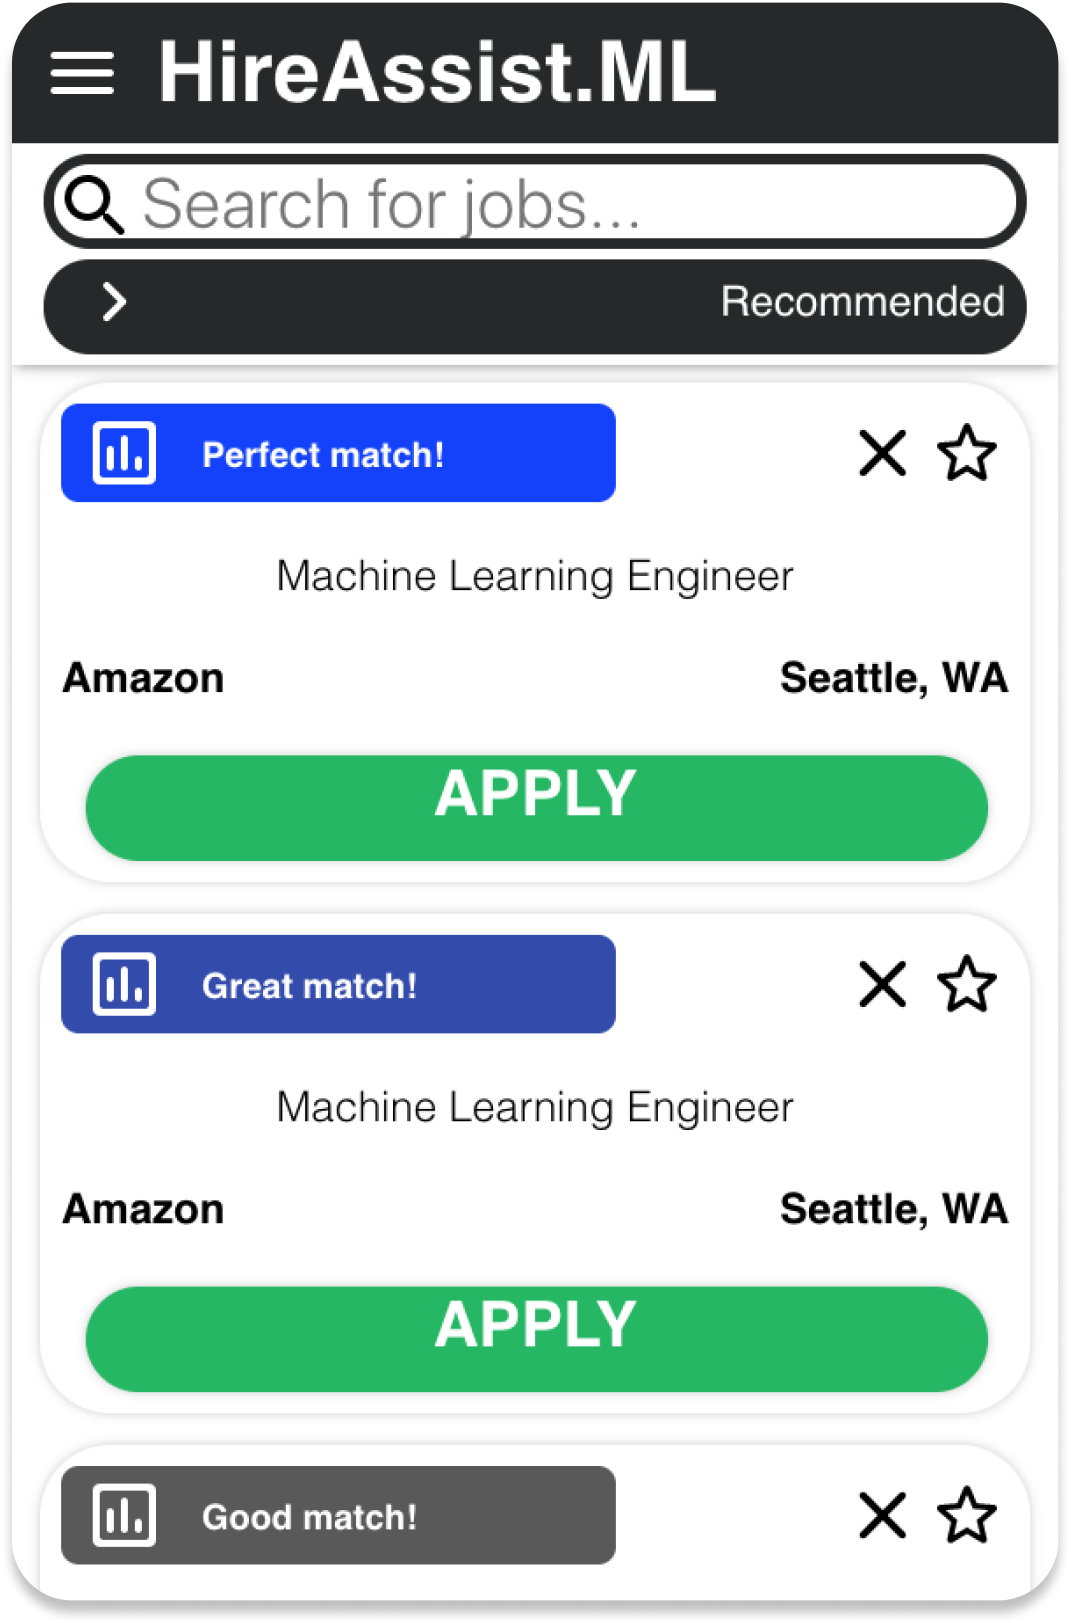 HireAssist.ML
Search for jobs...
Recommended
Perfect match!
Machine Learning Engineer
Amazon Seattle, WA
APPLY
Great match!
Machine Learning Engineer
Amazon Seattle, WA
APPLY
Good match!